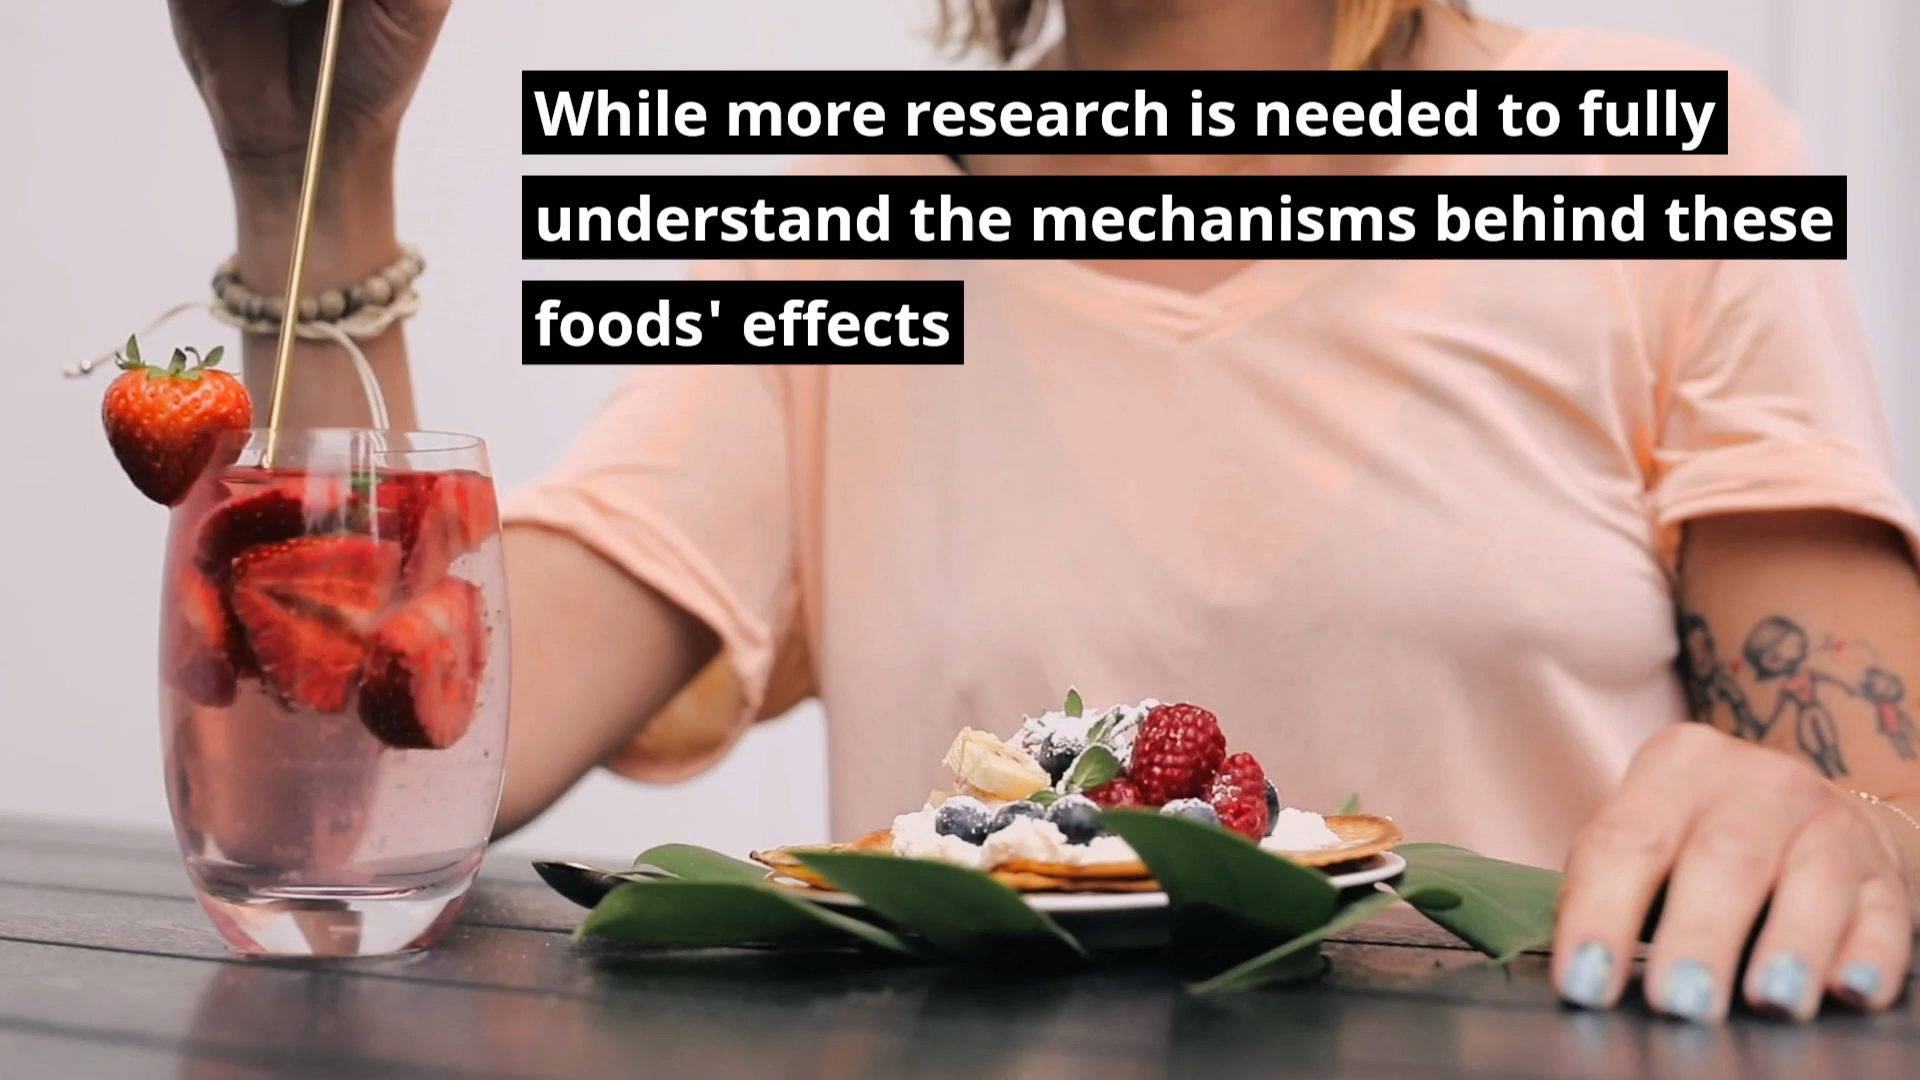 While more research is needed to fully
understand the mechanisms behind these
foods' effects